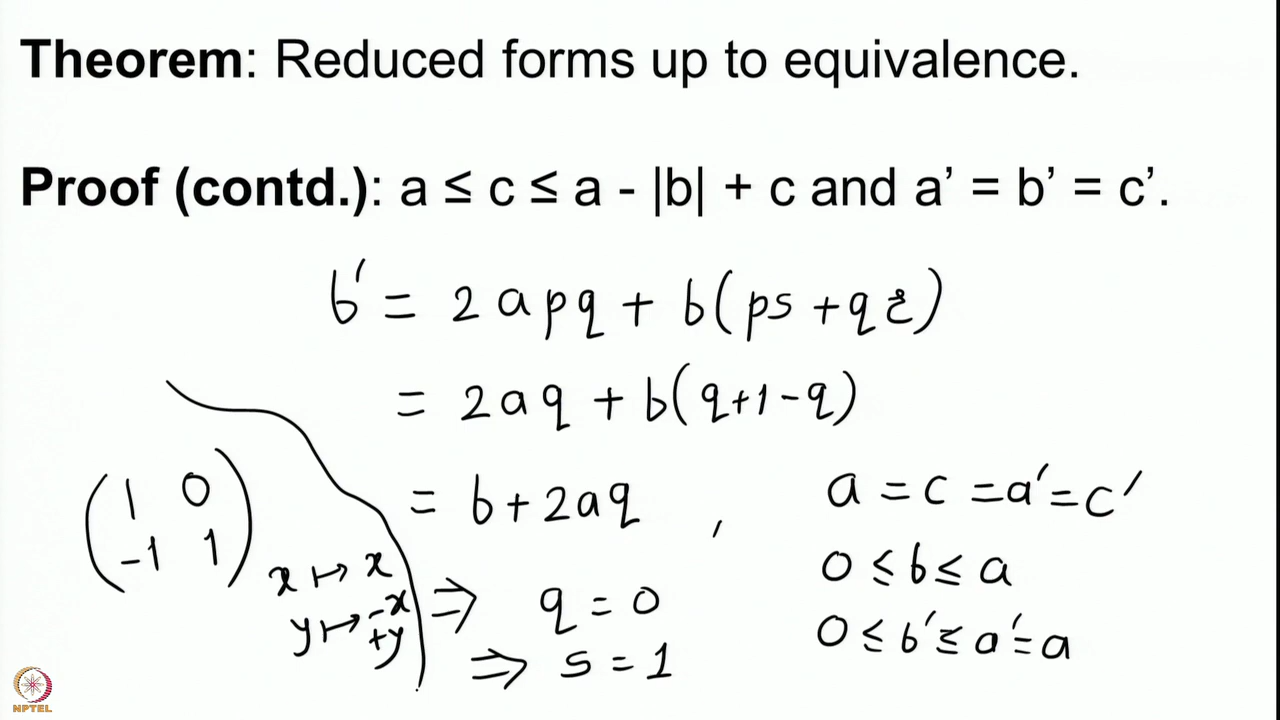 Theorem: Reduced forms up to equivalence.
Proof (contd.): a ≤ c ≤ a - |b| + c and a’ = b’ = c’.
b' = 2apq + b(ps + qr)
= 2aq + b(q+1-q)
= b + 2aq ,
⇒ q = 0
⇒ s = 1
( 1 0
-1 1 )
x ↦ x
y ↦ -x
+y
a = c = a' = c'
0 ≤ b ≤ a
0 ≤ b' ≤ a' = a
NPTEL